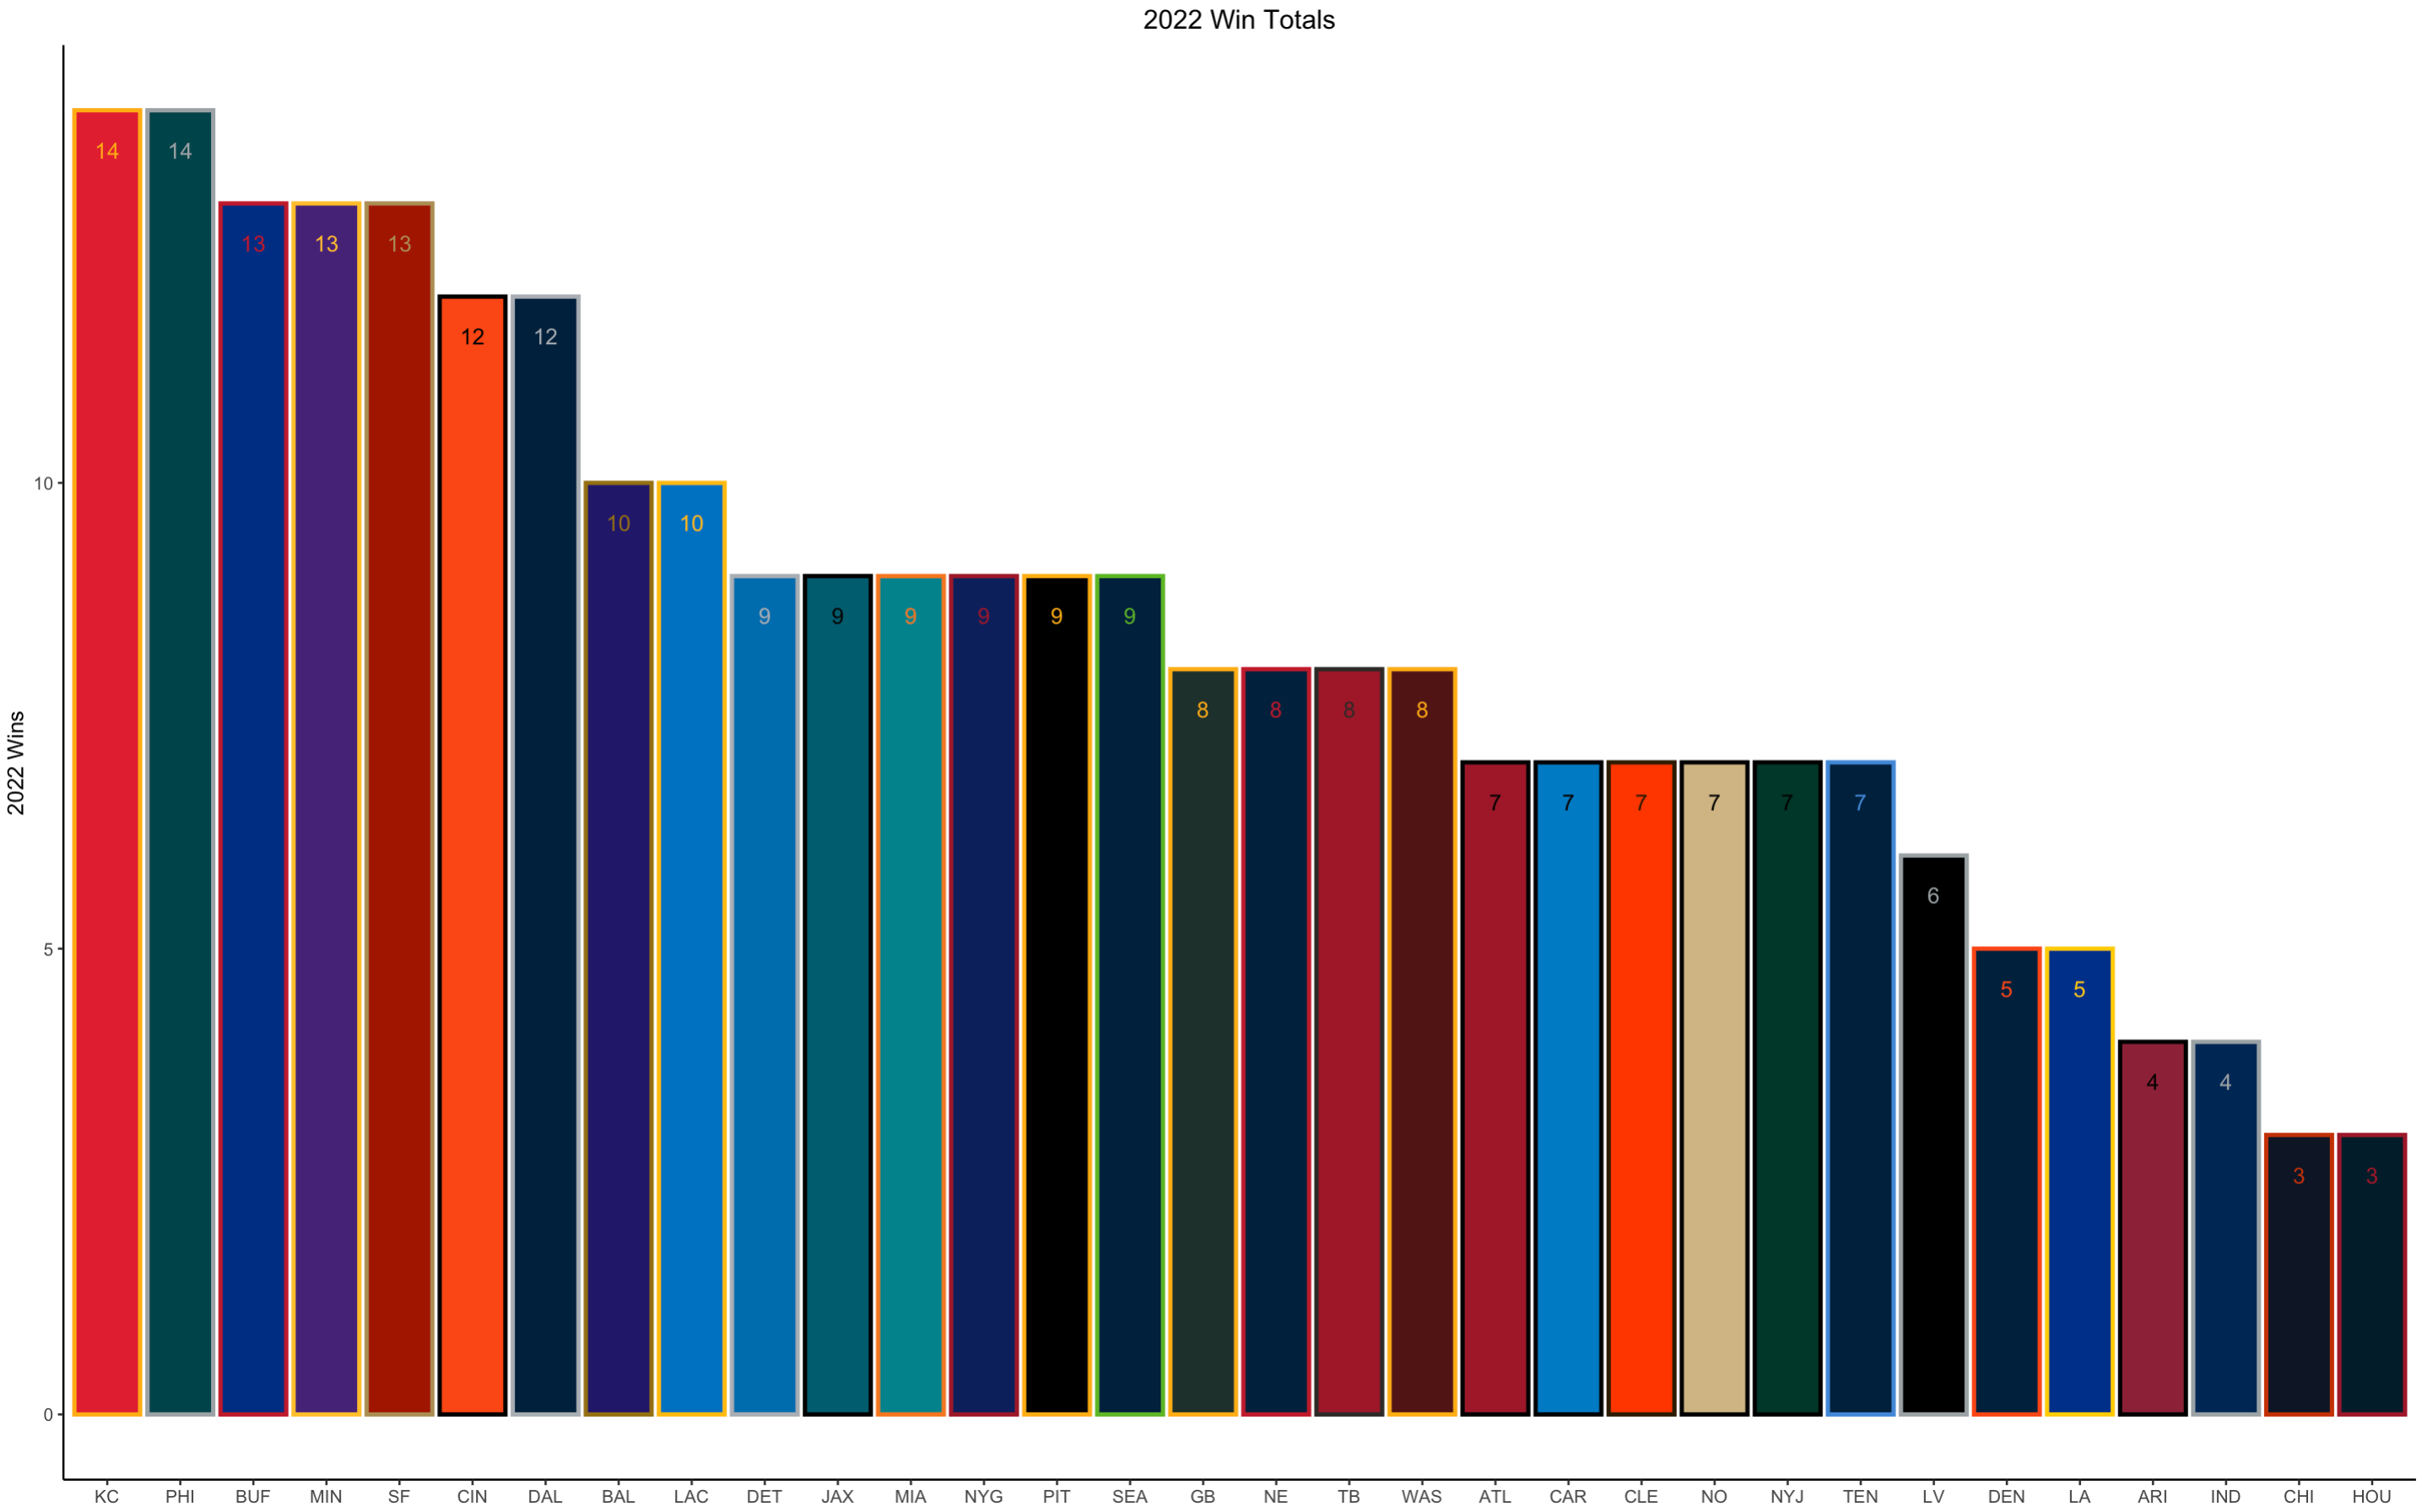 2022 Win Totals
2022 Wins
10
5
0
14 14 13 13 13 12 12 10 10 9 9 9 9 9 9 8 8 8 8 7 7 7 7 7 7 6 5 5 4 4 3 3
KC PHI BUF MIN SF CIN DAL BAL LAC DET JAX MIA NYG PIT SEA GB NE TB WAS ATL CAR CLE NO NYJ TEN LV DEN LA ARI IND CHI HOU